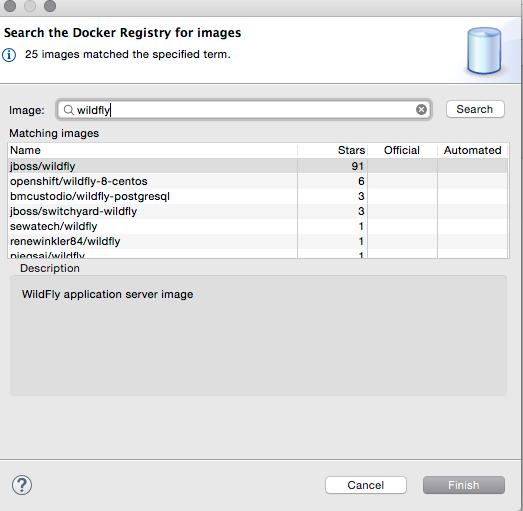 Search the Docker Registry for images
25 images matched the specified term.
Image: wildfly Search
Matching images
Name Stars Official Automated
jboss/wildfly 91
openshift/wildfly-8-centos 6
bmcustodio/wildfly-postgresql 3
jboss/switchyard-wildfly 3
sewatech/wildfly 1
renewinkler84/wildfly 1
piegsaj/wildfly 1
Description
WildFly application server image
? Cancel Finish